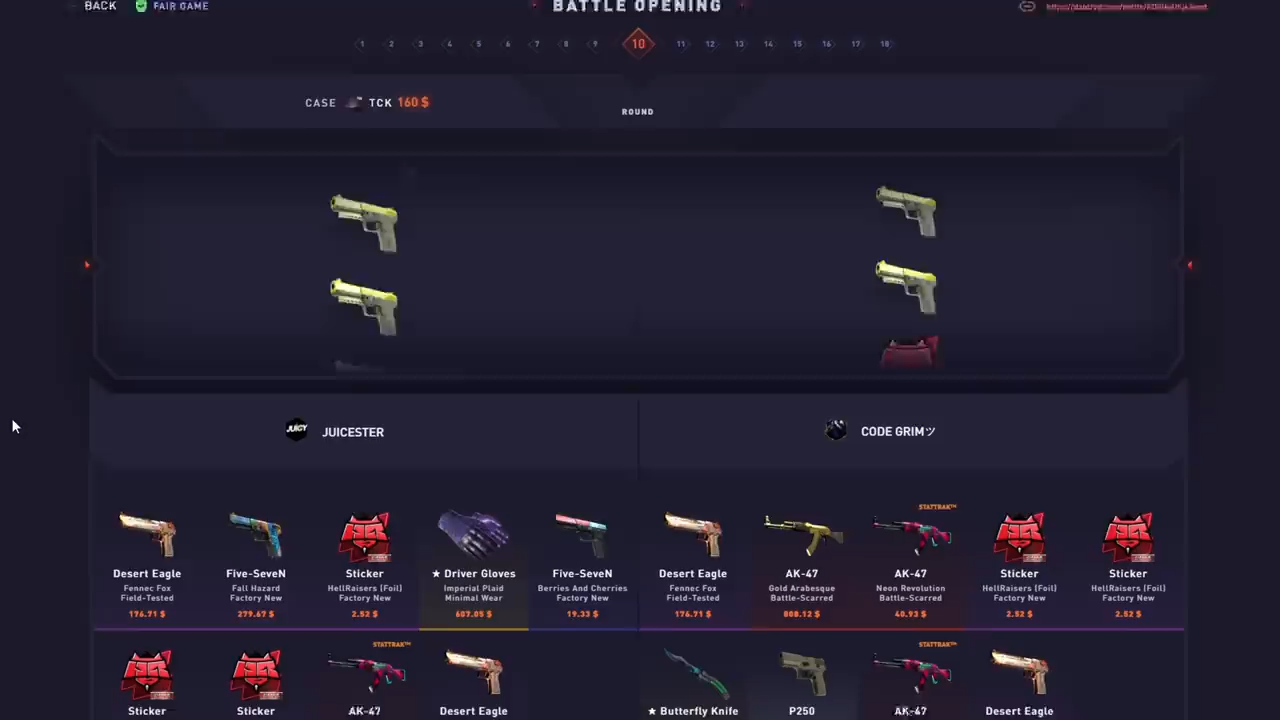 BACK
FAIR GAME
BATTLE OPENING
1 2 3 4 5 6 7 8 9 10 11 12 13 14 15 16 17 18
CASE TCK 160 $
ROUND
JUICY JUICESTER
CODE GRIMツ
STATTRAK™
Desert Eagle Five-SeveN Sticker ★ Driver Gloves Five-SeveN Desert Eagle AK-47 AK-47 Sticker Sticker
Fennec Fox Fall Hazard HellRaisers (Foil) Imperial Plaid Berries And Cherries Fennec Fox Gold Arabesque Neon Revolution HellRaisers (Foil) HellRaisers (Foil)
Field-Tested Factory New Factory New Minimal Wear Factory New Field-Tested Battle-Scarred Battle-Scarred Factory New Factory New
176.71 $ 279.67 $ 2.52 $ 607.05 $ 19.33 $ 176.71 $ 808.12 $ 40.93 $ 2.52 $ 2.52 $
STATTRAK™ STATTRAK™
Sticker Sticker AK-47 Desert Eagle ★ Butterfly Knife P250 AK-47 Desert Eagle